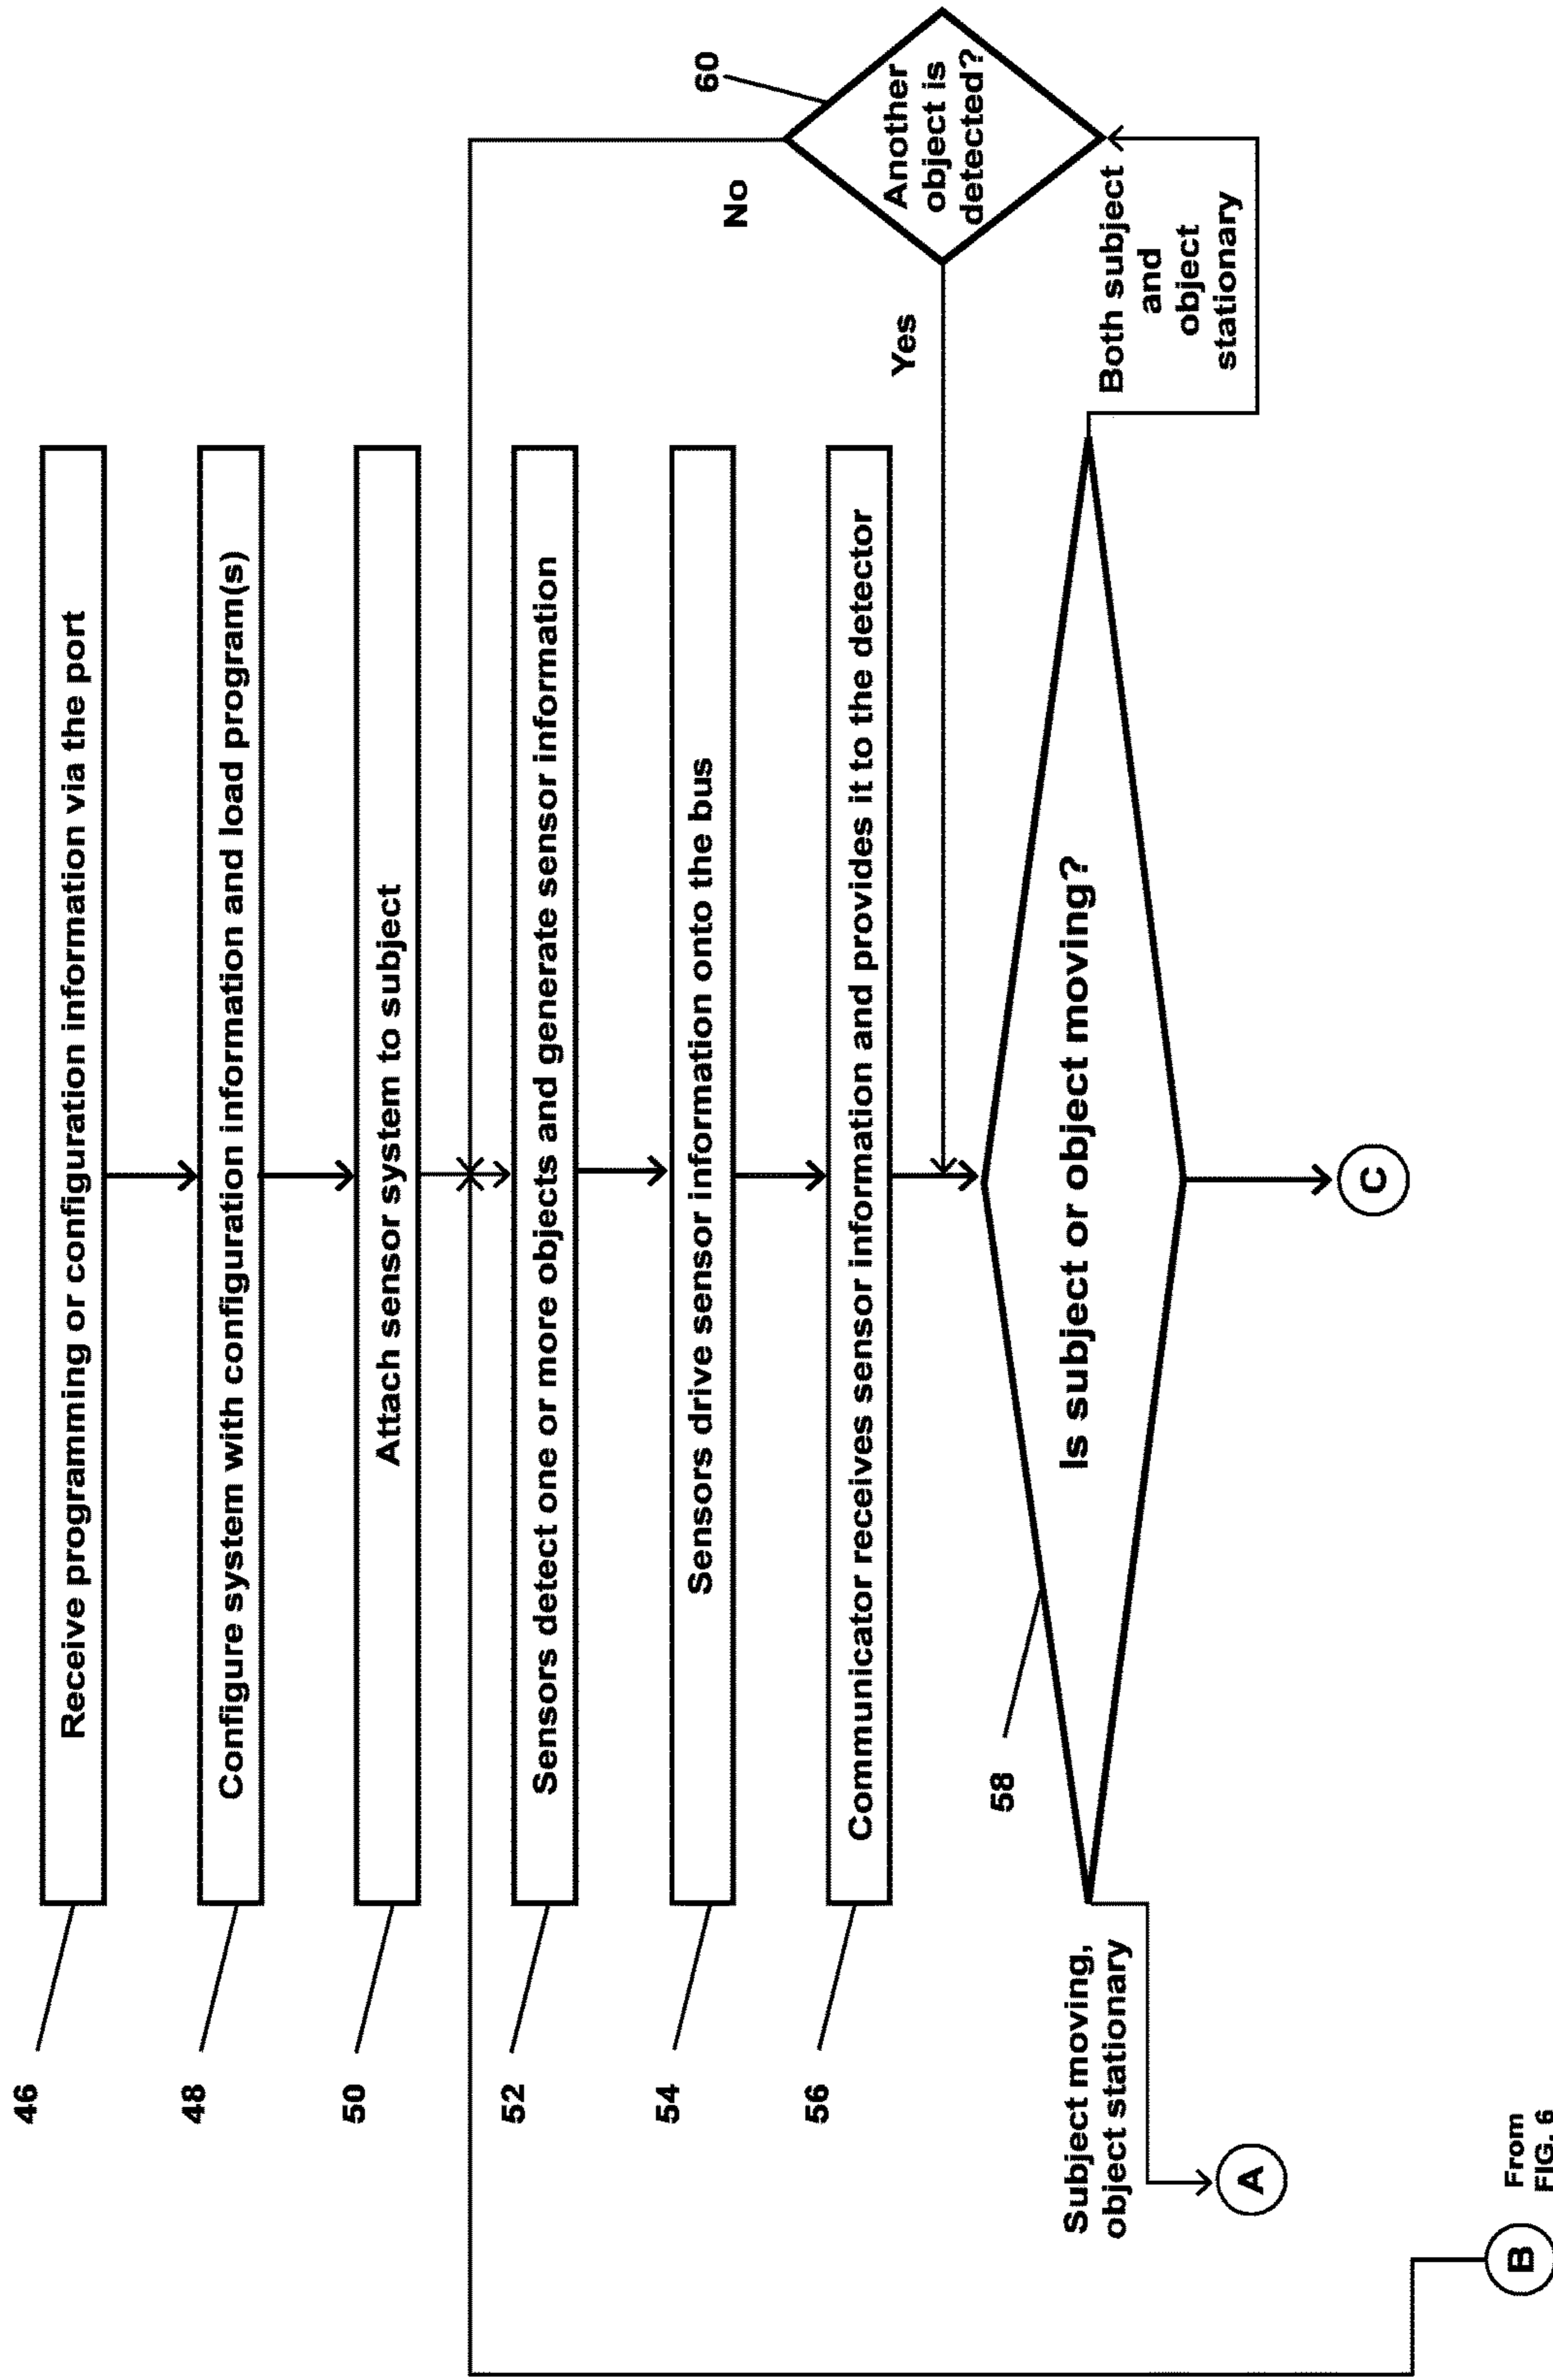 46
Receive programming or configuration information via the port
48
Configure system with configuration information and load program(s)
50
Attach sensor system to subject
52
Sensors detect one or more objects and generate sensor information
54
Sensors drive sensor information onto the bus
56
Communicator receives sensor information and provides it to the detector
60
Another
object is
detected?
No
Yes
58
Is subject or object moving?
Both subject
and
object
stationary
Subject moving,
object stationary
A
C
B
From
FIG. 6